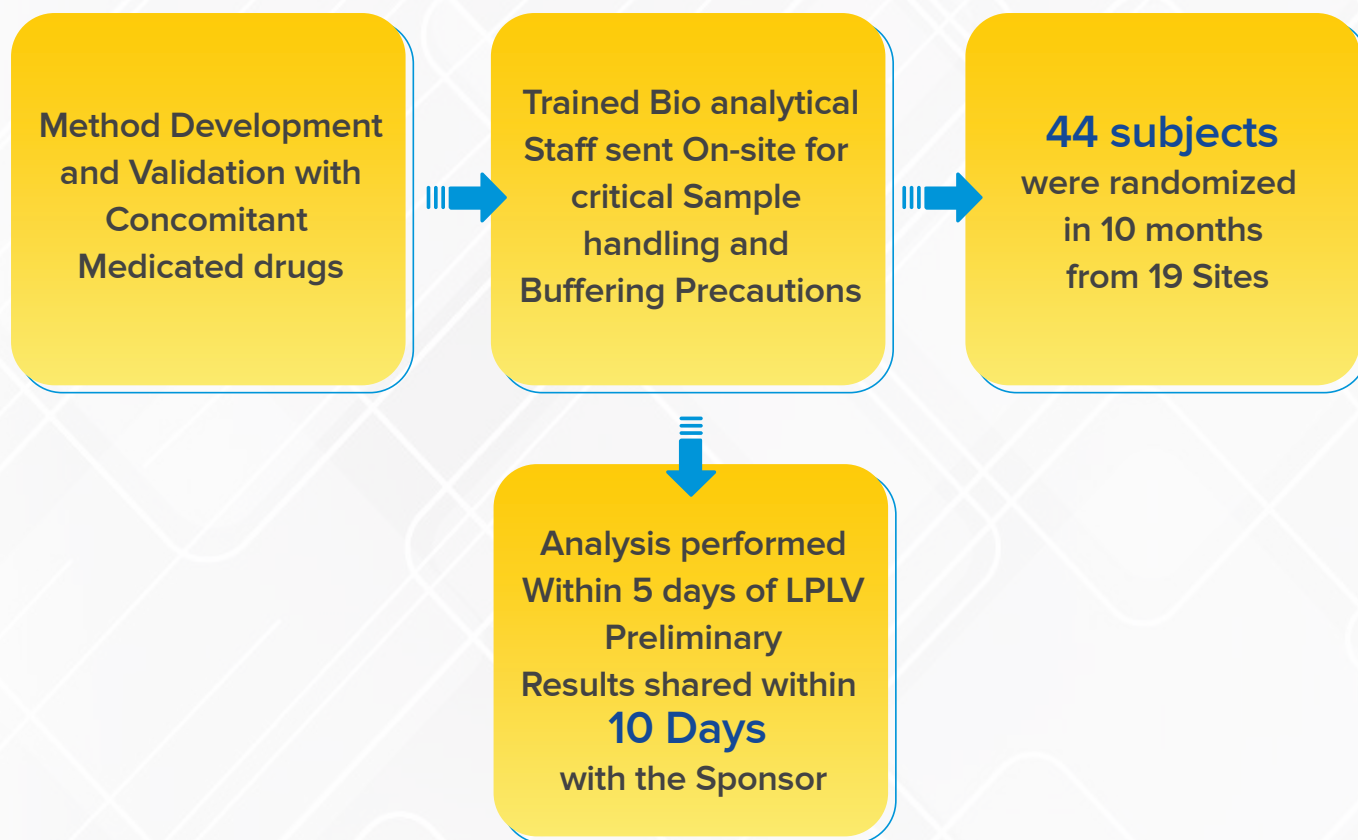 Method Development
and Validation with
Concomitant
Medicated drugs
Trained Bio analytical
Staff sent On-site for
critical Sample
handling and
Buffering Precautions
44 subjects
were randomized
in 10 months
from 19 Sites
Analysis performed
Within 5 days of LPLV
Preliminary
Results shared within
10 Days
with the Sponsor